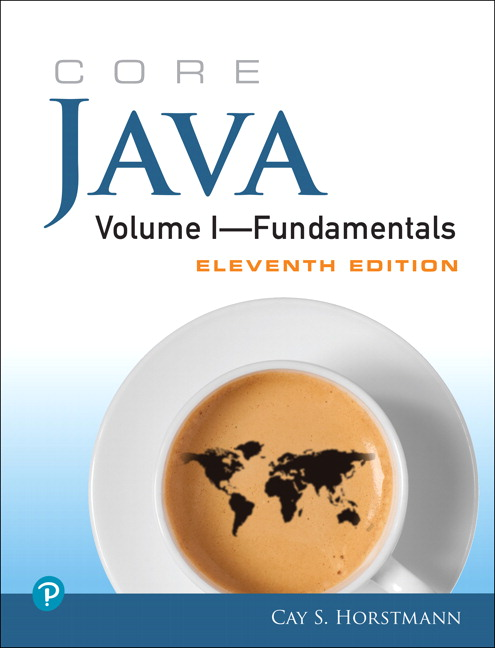 CORE
JAVA
Volume I—Fundamentals
ELEVENTH EDITION
P
CAY S. HORSTMANN